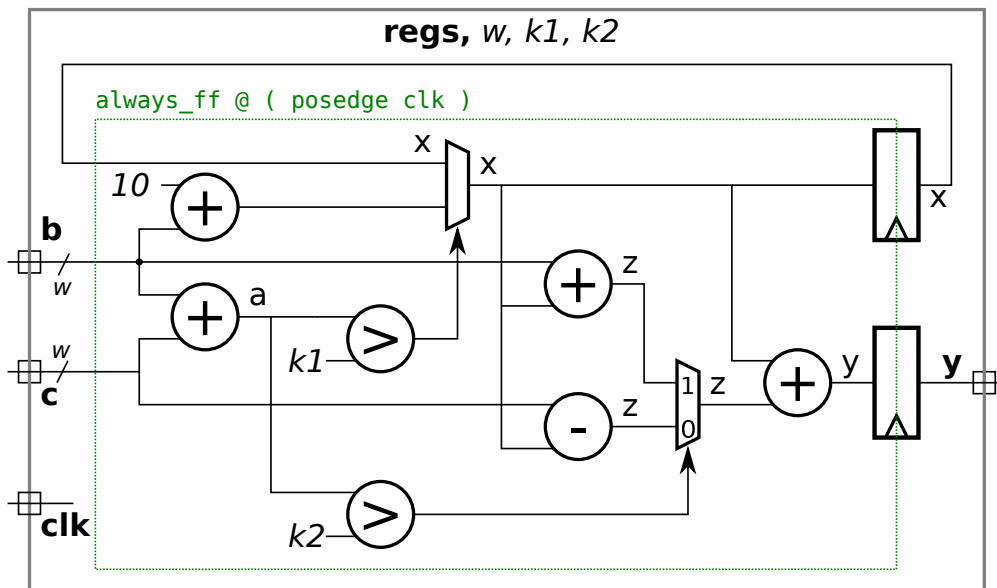 regs, w, k1, k2
always_ff @ ( posedge clk )
x
x
10
+
x
b
w
+
z
a
+
w
>
k1
c
1
z
+
y
y
z
-
0
>
k2
clk